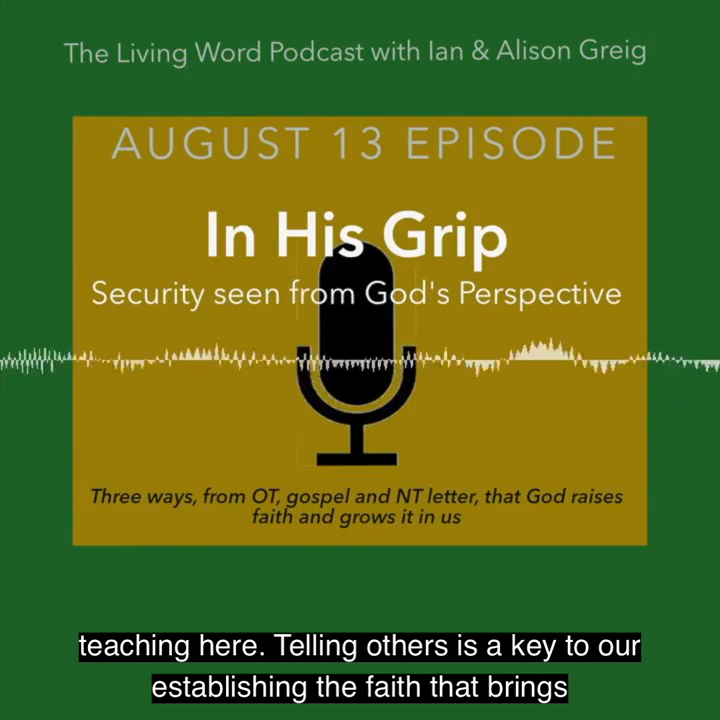 The Living Word Podcast with Ian & Alison Greig
AUGUST 13 EPISODE
In His Grip
Security seen from God's Perspective
Three ways, from OT, gospel and NT letter, that God raises
faith and grows it in us
teaching here. Telling others is a key to our
establishing the faith that brings